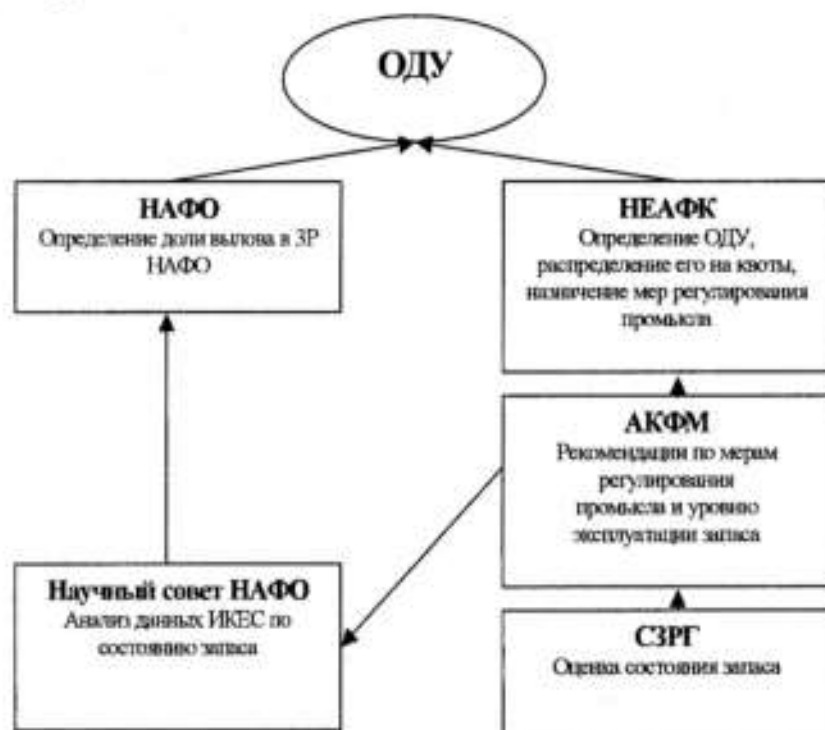 ОДУ
НАФО
Определение доли вылова в ЗР
НАФО
НЕАФК
Определение ОДУ,
распределение его на квоты,
назначение мер регулирования
промысла
АКФМ
Рекомендации по мерам
регулирования
промысла и уровню
эксплуатации запаса
Научный совет НАФО
Анализ данных ИКЕС по
состоянию запаса
СЗРГ
Оценка состояния запаса